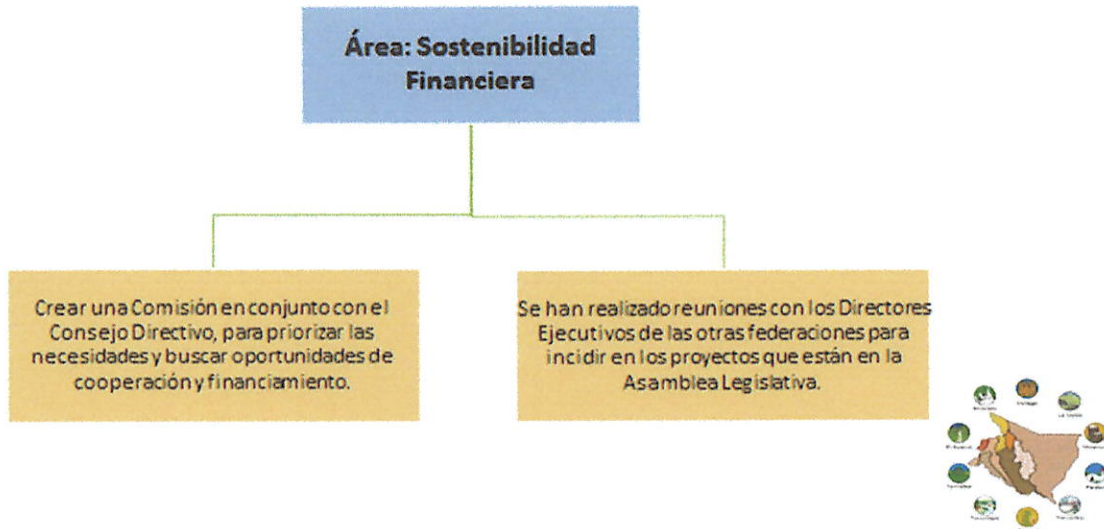 Área: Sostenibilidad
Financiera
Crear una Comisión en conjunto con el
Consejo Directivo, para priorizar las
necesidades y buscar oportunidades de
cooperación y financiamiento.
Se han realizado reuniones con los Directores
Ejecutivos de las otras federaciones para
incidir en los proyectos que están en la
Asamblea Legislativa.